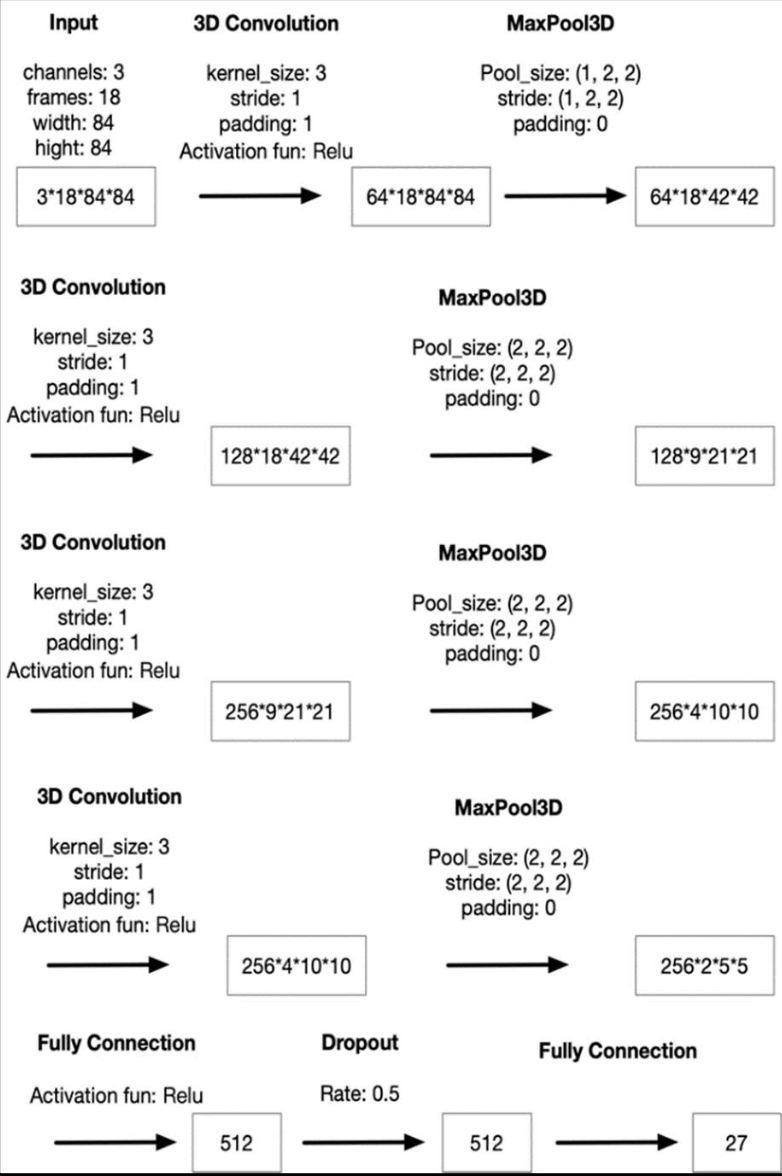 Input
channels: 3
frames: 18
width: 84
hight: 84
3*18*84*84
3D Convolution
kernel_size: 3
stride: 1
padding: 1
Activation fun: Relu
64*18*84*84
MaxPool3D
Pool_size: (1, 2, 2)
stride: (1, 2, 2)
padding: 0
64*18*42*42
3D Convolution
kernel_size: 3
stride: 1
padding: 1
Activation fun: Relu
128*18*42*42
MaxPool3D
Pool_size: (2, 2, 2)
stride: (2, 2, 2)
padding: 0
128*9*21*21
3D Convolution
kernel_size: 3
stride: 1
padding: 1
Activation fun: Relu
256*9*21*21
MaxPool3D
Pool_size: (2, 2, 2)
stride: (2, 2, 2)
padding: 0
256*4*10*10
3D Convolution
kernel_size: 3
stride: 1
padding: 1
Activation fun: Relu
256*4*10*10
MaxPool3D
Pool_size: (2, 2, 2)
stride: (2, 2, 2)
padding: 0
256*2*5*5
Fully Connection
Activation fun: Relu
512
Dropout
Rate: 0.5
512
Fully Connection
27